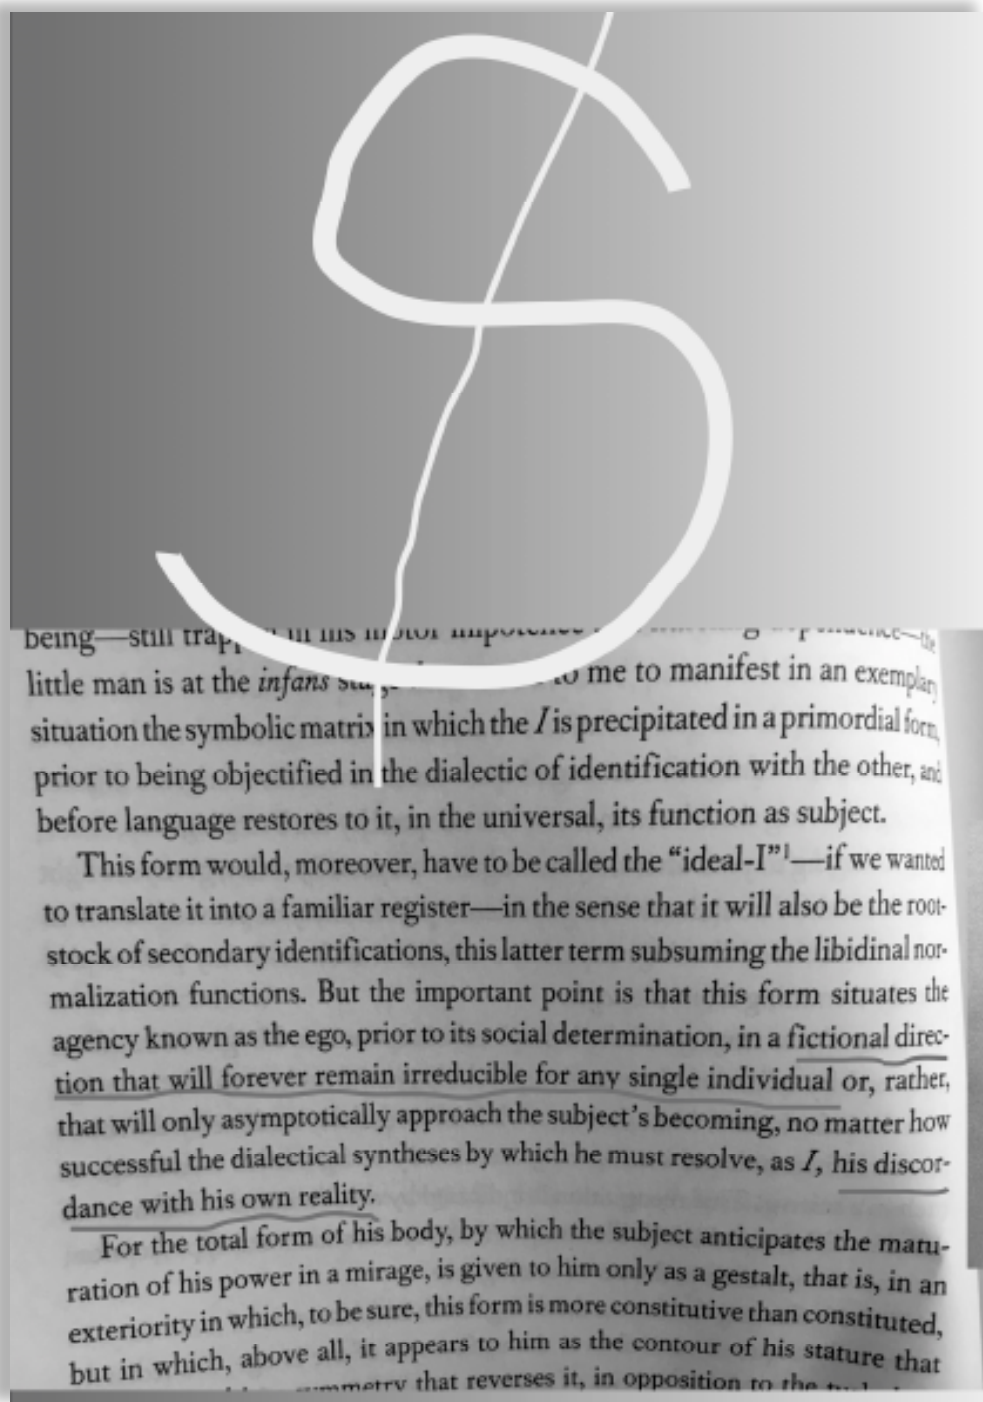 S
being—still
little man is at the infans me to manifest in an exemplary
situation the symbolic matrix in which the I is precipitated in a primordial form,
prior to being objectified in the dialectic of identification with the other, and
before language restores to it, in the universal, its function as subject.
This form would, moreover, have to be called the “ideal-I”¹—if we wanted
to translate it into a familiar register—in the sense that it will also be the root-
stock of secondary identifications, this latter term subsuming the libidinal nor-
malization functions. But the important point is that this form situates the
agency known as the ego, prior to its social determination, in a fictional direc-
tion that will forever remain irreducible for any single individual or, rather,
that will only asymptotically approach the subject's becoming, no matter how
successful the dialectical syntheses by which he must resolve, as I, his discor-
dance with his own reality.
For the total form of his body, by which the subject anticipates the matu-
ration of his power in a mirage, is given to him only as a gestalt, that is, in an
exteriority in which, to be sure, this form is more constitutive than constituted,
but in which, above all, it appears to him as the contour of his stature that
that reverses it, in opposition to the